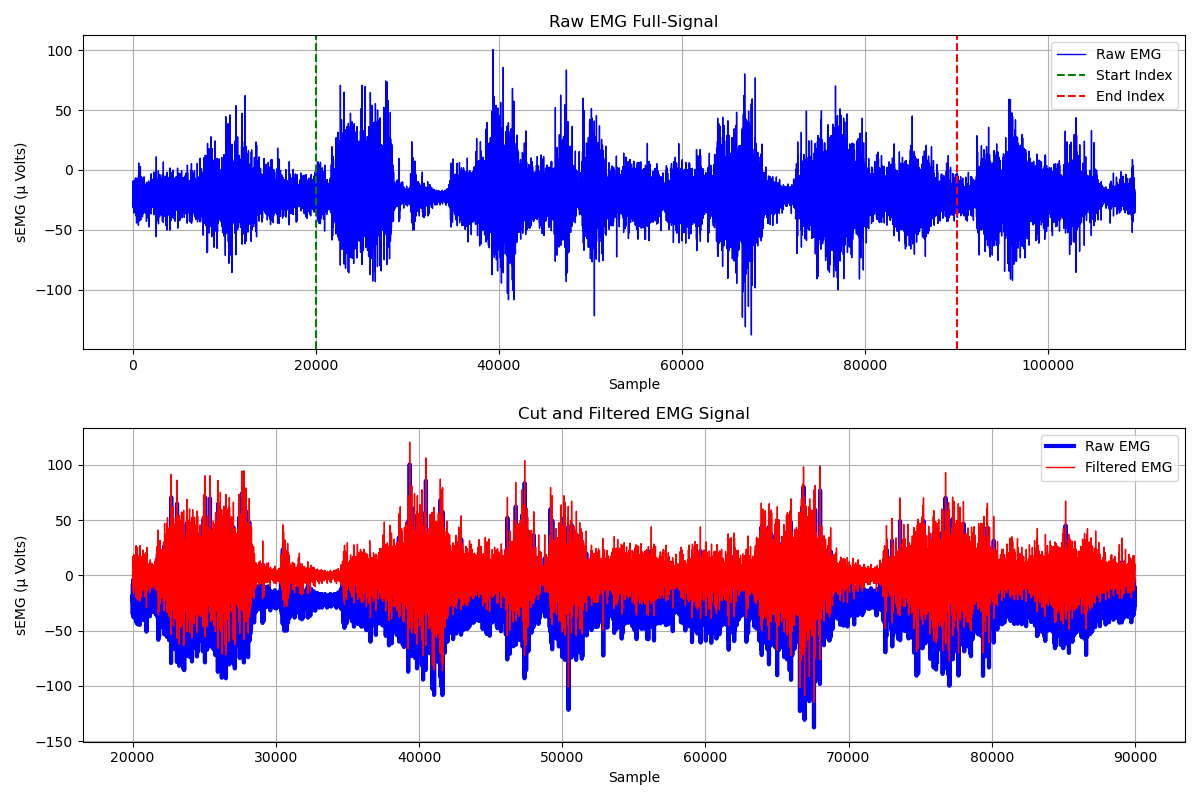 Raw EMG Full-Signal
sEMG (μ Volts)
100
50
0
−50
−100
Raw EMG
Start Index
End Index
0 20000 40000 60000 80000 100000
Sample
Cut and Filtered EMG Signal
sEMG (μ Volts)
100
50
0
−50
−100
−150
Raw EMG
Filtered EMG
20000 30000 40000 50000 60000 70000 80000 90000
Sample